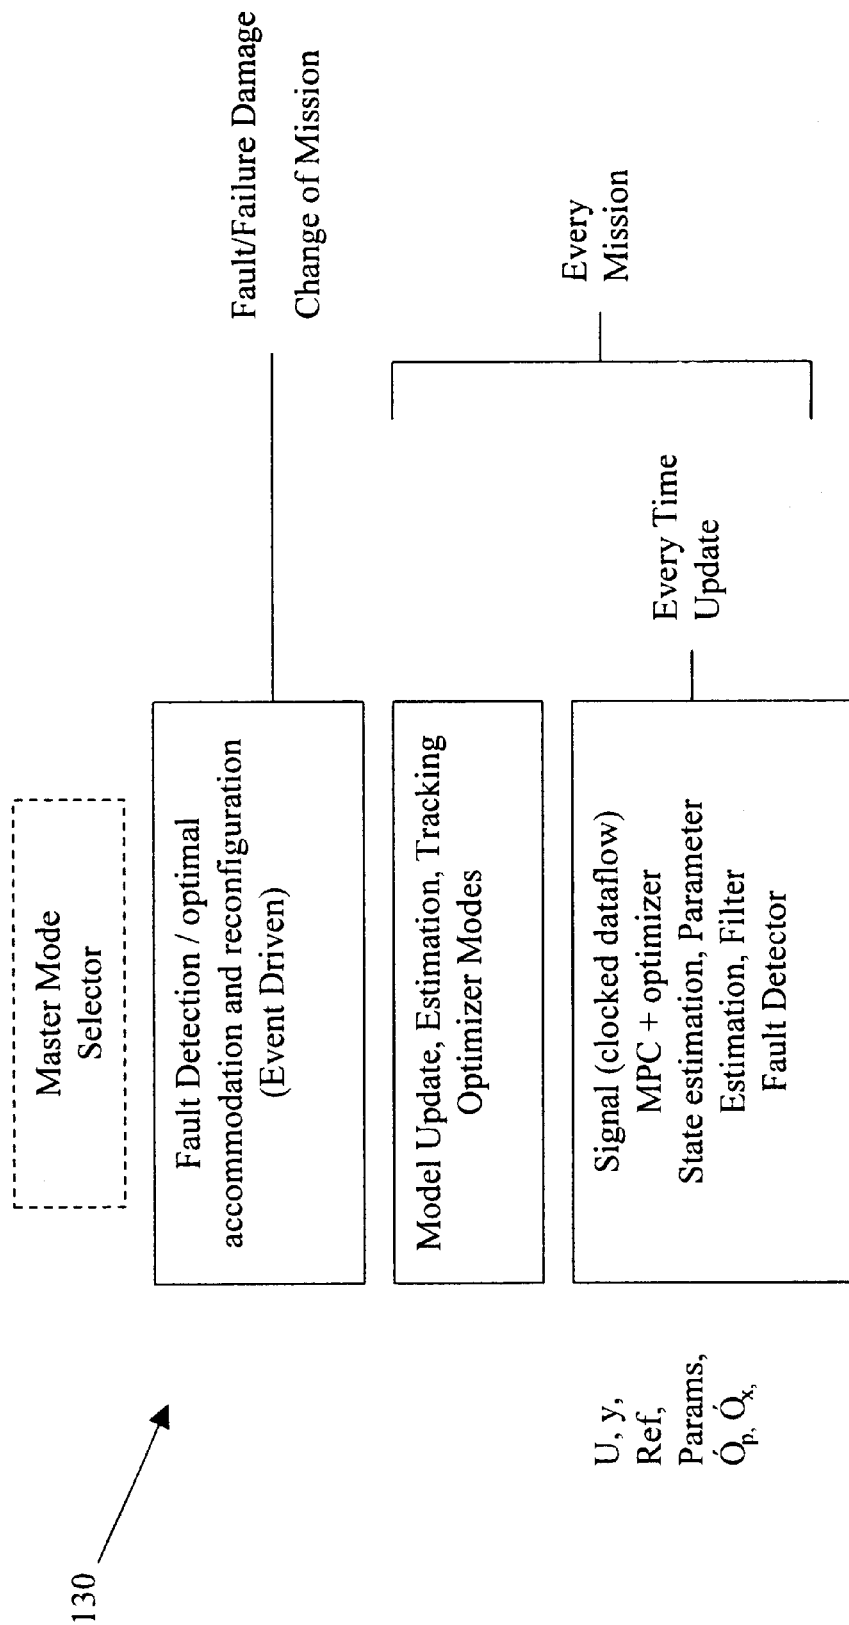 130
Master Mode
Selector
Fault Detection / optimal
accommodation and reconfiguration
(Event Driven)
Fault/Failure Damage
Change of Mission
Model Update, Estimation, Tracking
Optimizer Modes
Every
Mission
U, y,
Ref,
Params,
Óp, Óx,
Signal (clocked dataflow)
MPC + optimizer
State estimation, Parameter
Estimation, Filter
Fault Detector
Every Time
Update